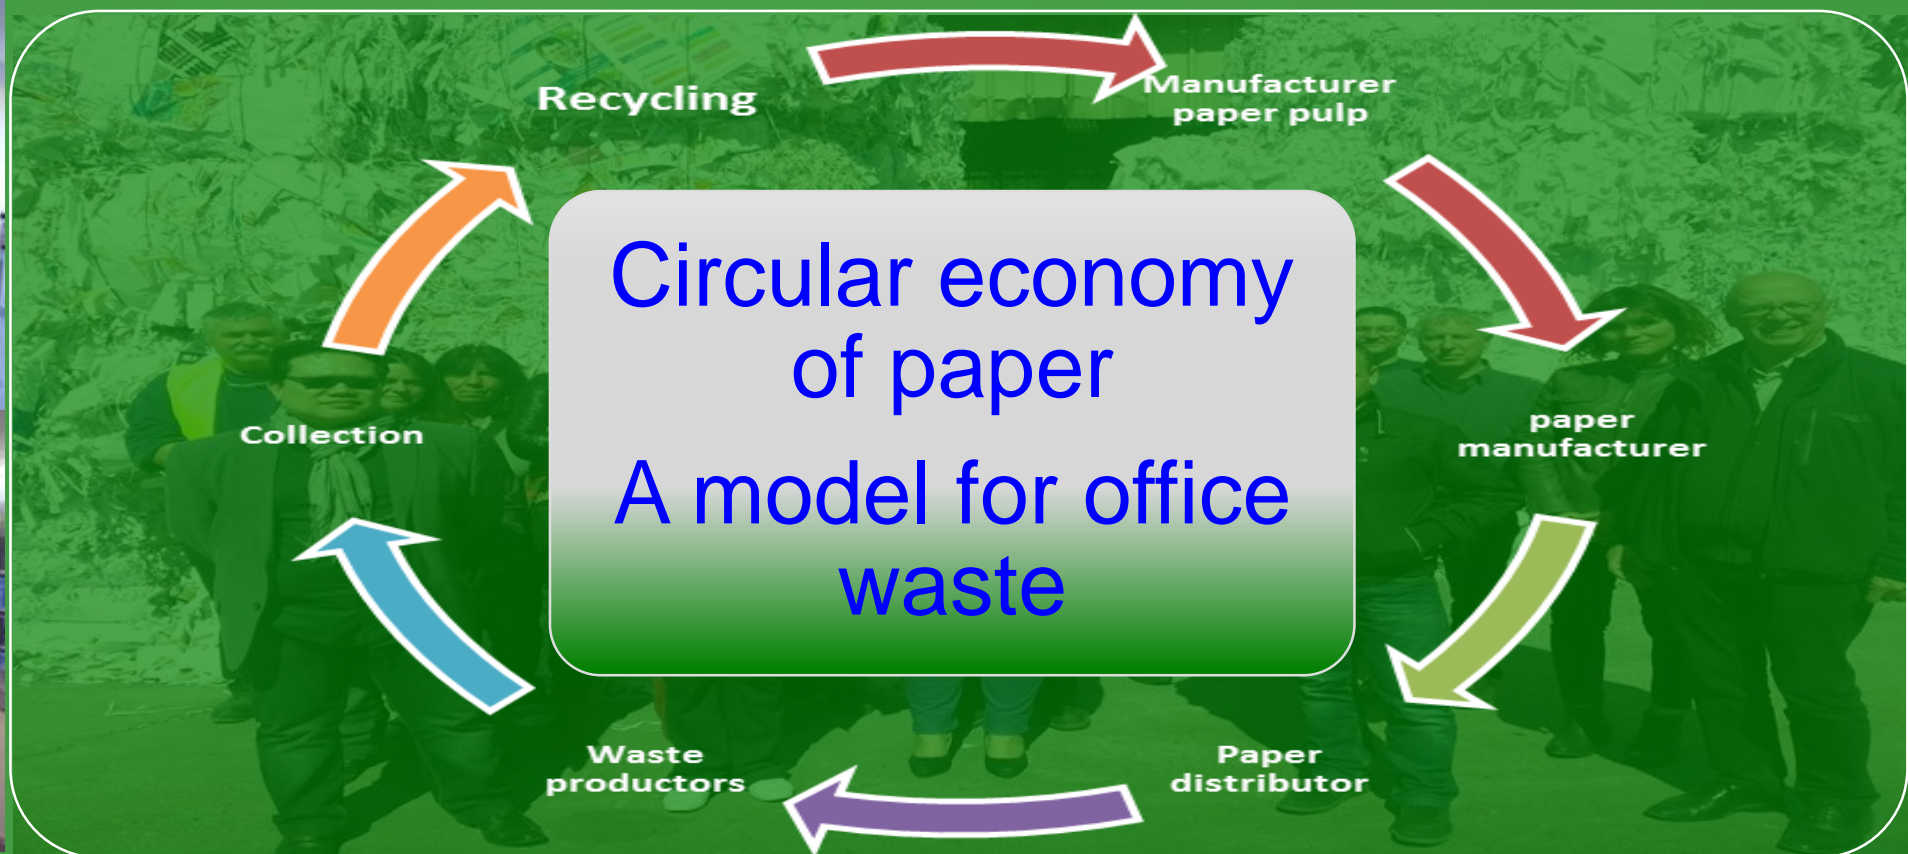 Recycling
Manufacturer
paper pulp
Circular economy
of paper
A model for office
waste
Collection
paper
manufacturer
Waste
productors
Paper
distributor